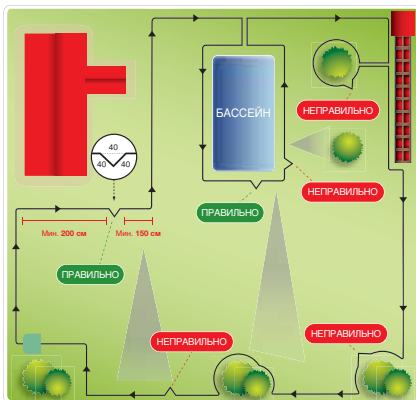 НЕПРАВИЛЬНО
БАССЕЙН
40
40 40
НЕПРАВИЛЬНО
ПРАВИЛЬНО
Мин. 200 см
Мин. 150 см
ПРАВИЛЬНО
НЕПРАВИЛЬНО
НЕПРАВИЛЬНО